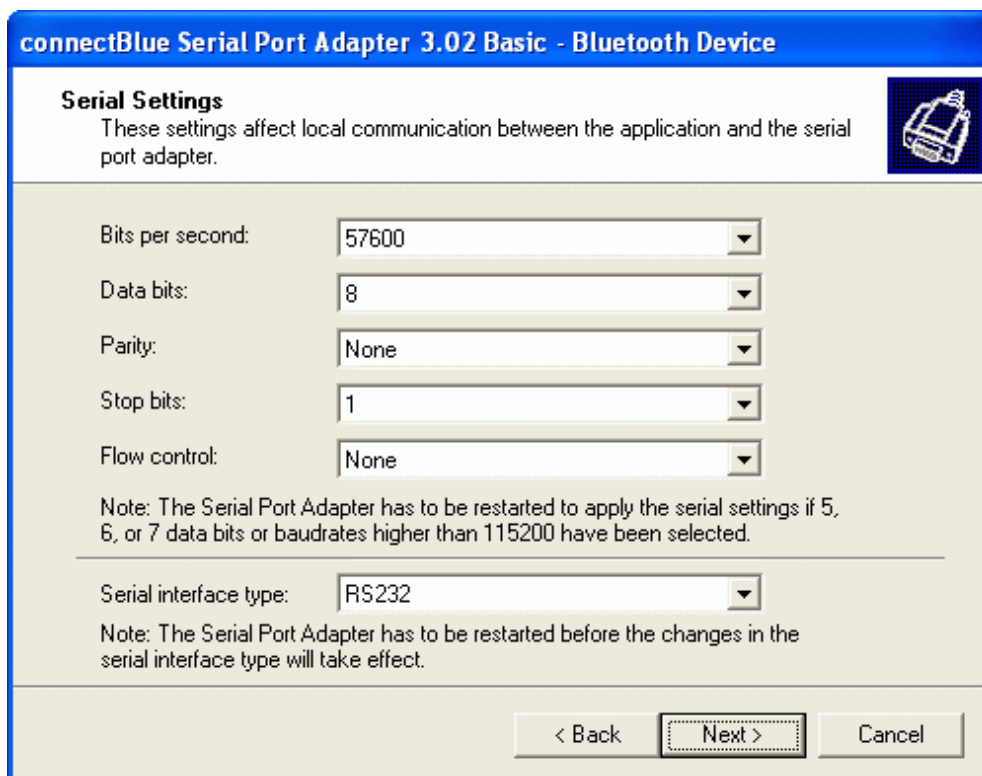 connectBlue Serial Port Adapter 3.02 Basic - Bluetooth Device
Serial Settings
These settings affect local communication between the application and the serial
port adapter.
Bits per second: 57600
Data bits: 8
Parity: None
Stop bits: 1
Flow control: None
Note: The Serial Port Adapter has to be restarted to apply the serial settings if 5,
6, or 7 data bits or baudrates higher than 115200 have been selected.
Serial interface type: RS232
Note: The Serial Port Adapter has to be restarted before the changes in the
serial interface type will take effect.
< Back Next > Cancel